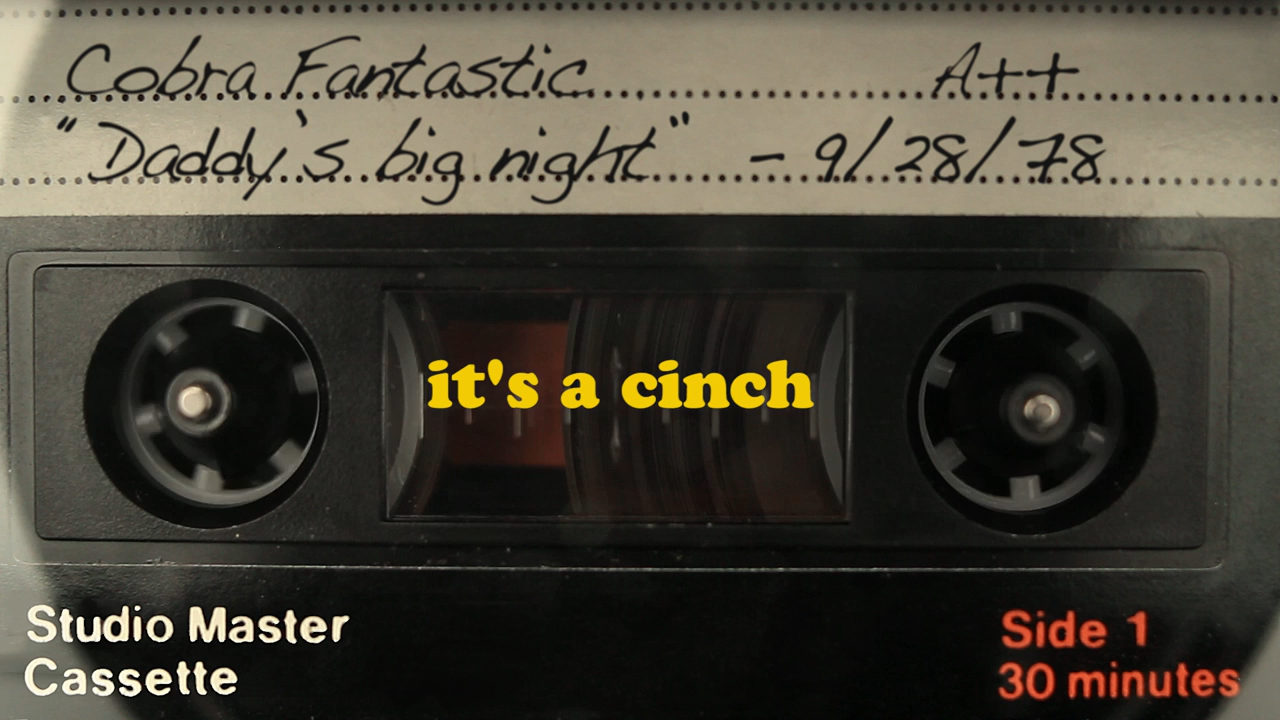 Cobra Fantastic A++
"Daddy's big night" - 9/28/78
it's a cinch
Studio Master
Cassette
Side 1
30 minutes